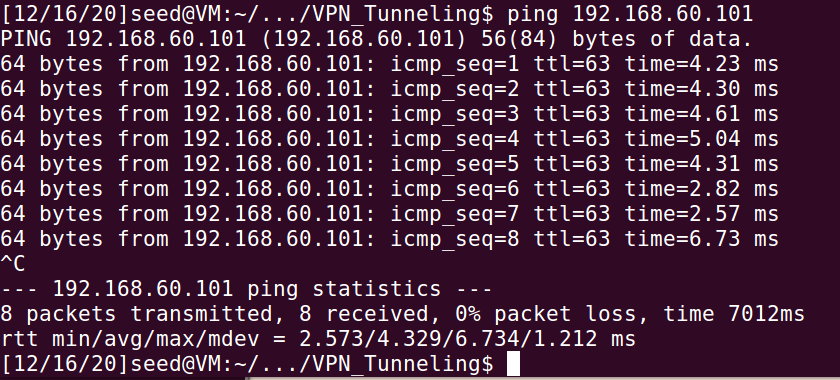 [12/16/20]seed@VM:~/.../VPN_Tunneling$ ping 192.168.60.101
PING 192.168.60.101 (192.168.60.101) 56(84) bytes of data.
64 bytes from 192.168.60.101: icmp_seq=1 ttl=63 time=4.23 ms
64 bytes from 192.168.60.101: icmp_seq=2 ttl=63 time=4.30 ms
64 bytes from 192.168.60.101: icmp_seq=3 ttl=63 time=4.61 ms
64 bytes from 192.168.60.101: icmp_seq=4 ttl=63 time=5.04 ms
64 bytes from 192.168.60.101: icmp_seq=5 ttl=63 time=4.31 ms
64 bytes from 192.168.60.101: icmp_seq=6 ttl=63 time=2.82 ms
64 bytes from 192.168.60.101: icmp_seq=7 ttl=63 time=2.57 ms
64 bytes from 192.168.60.101: icmp_seq=8 ttl=63 time=6.73 ms
^C
--- 192.168.60.101 ping statistics ---
8 packets transmitted, 8 received, 0% packet loss, time 7012ms
rtt min/avg/max/mdev = 2.573/4.329/6.734/1.212 ms
[12/16/20]seed@VM:~/.../VPN_Tunneling$